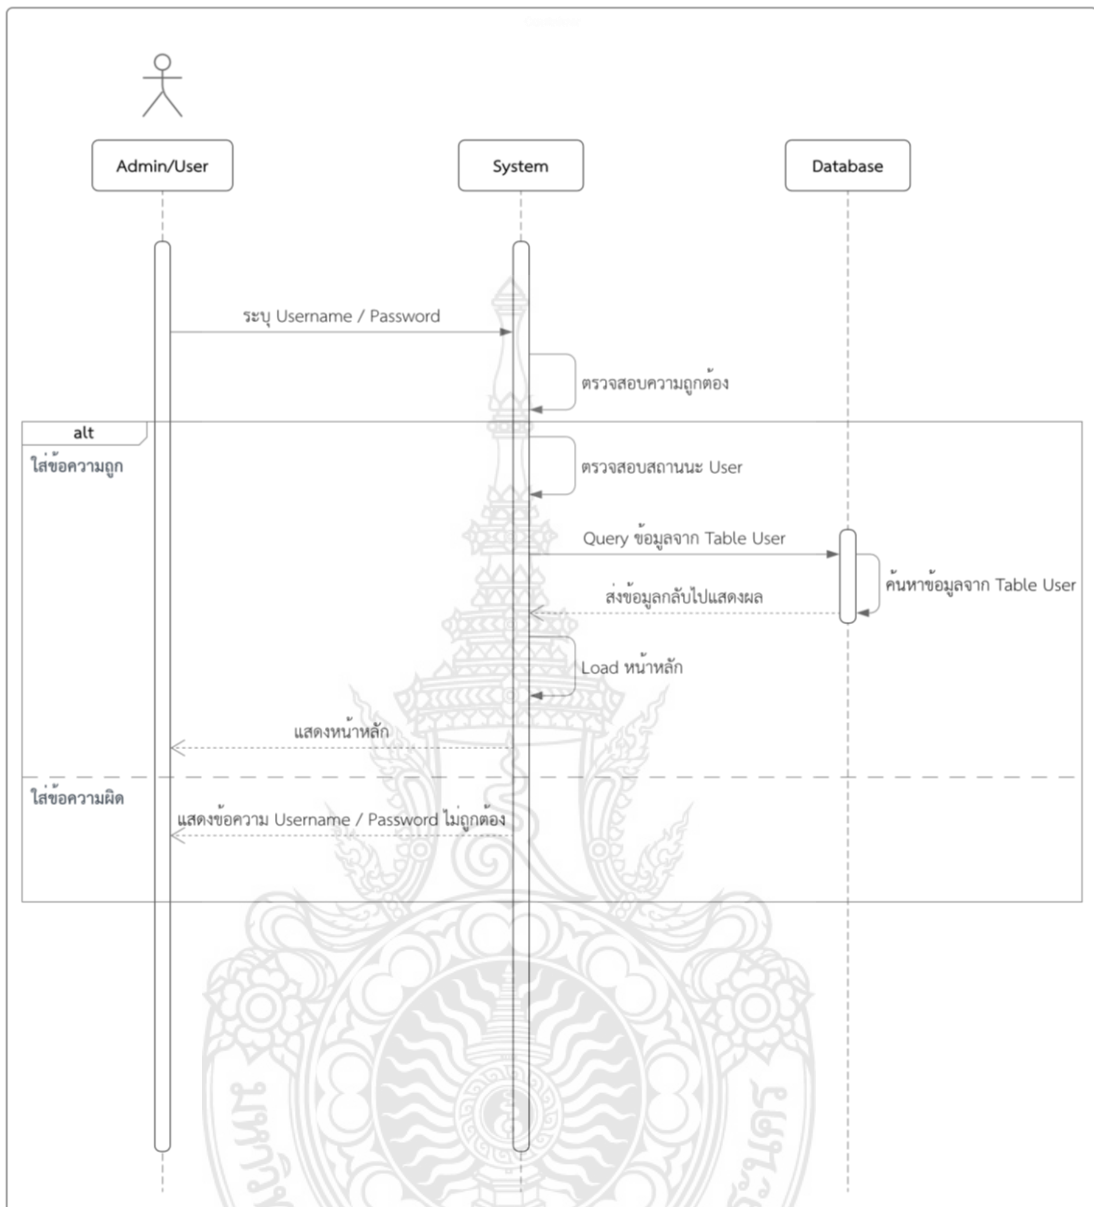 Admin/User
System
Database
ระบุ Username / Password
ตรวจสอบความถูกต้อง
alt
ใส่ข้อความถูก
ตรวจสอบสถานนะ User
Query ข้อมูลจาก Table User
ค้นหาข้อมูลจาก Table User
ส่งข้อมูลกลับไปแสดงผล
Load หน้าหลัก
แสดงหน้าหลัก
ใส่ข้อความผิด
แสดงข้อความ Username / Password ไม่ถูกต้อง